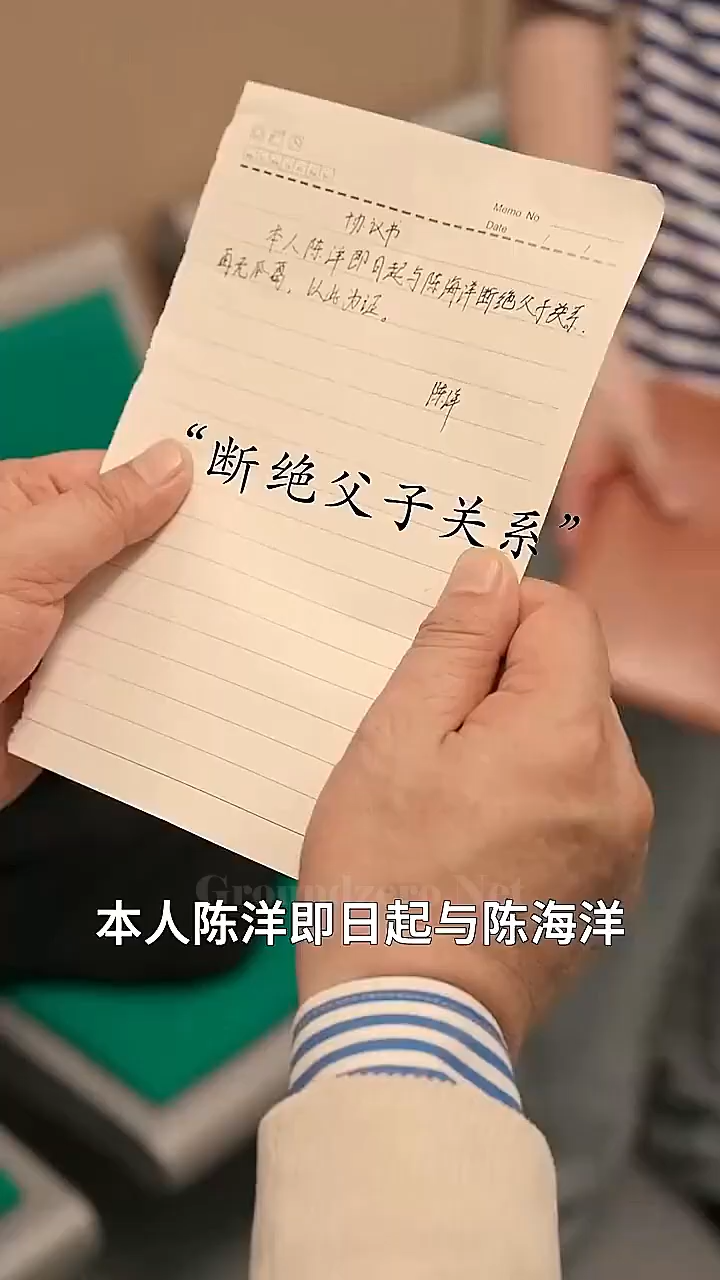 Memo No
Date / /
协议书
本人陈洋即日起与陈海洋断绝父子关系.
再无瓜葛，以此为证。
陈洋
“断绝父子关系”
Groundzero.Net
本人陈洋即日起与陈海洋